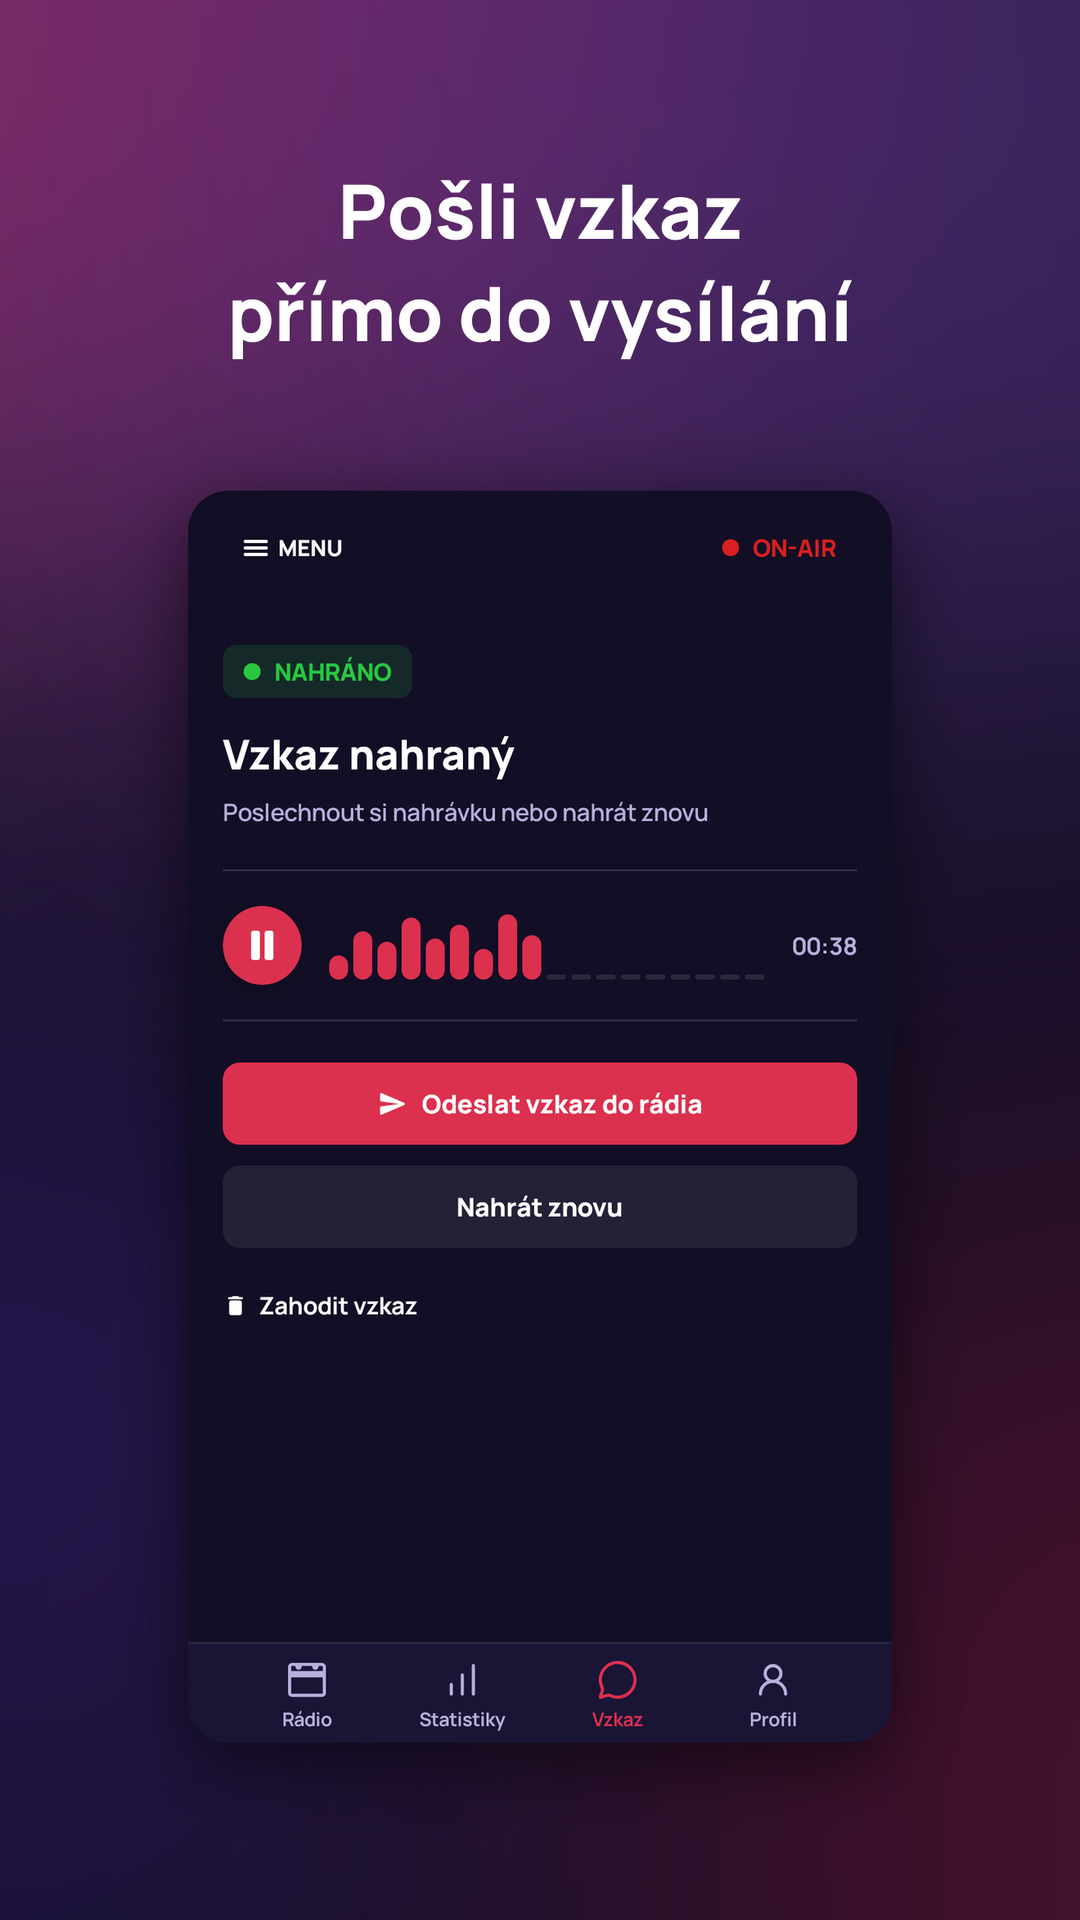 Pošli vzkaz
přímo do vysílání
MENU
ON-AIR
NAHRÁNO
Vzkaz nahraný
Poslechnout si nahrávku nebo nahrát znovu
00:38
Odeslat vzkaz do rádia
Nahrát znovu
Zahodit vzkaz
Rádio
Statistiky
Vzkaz
Profil